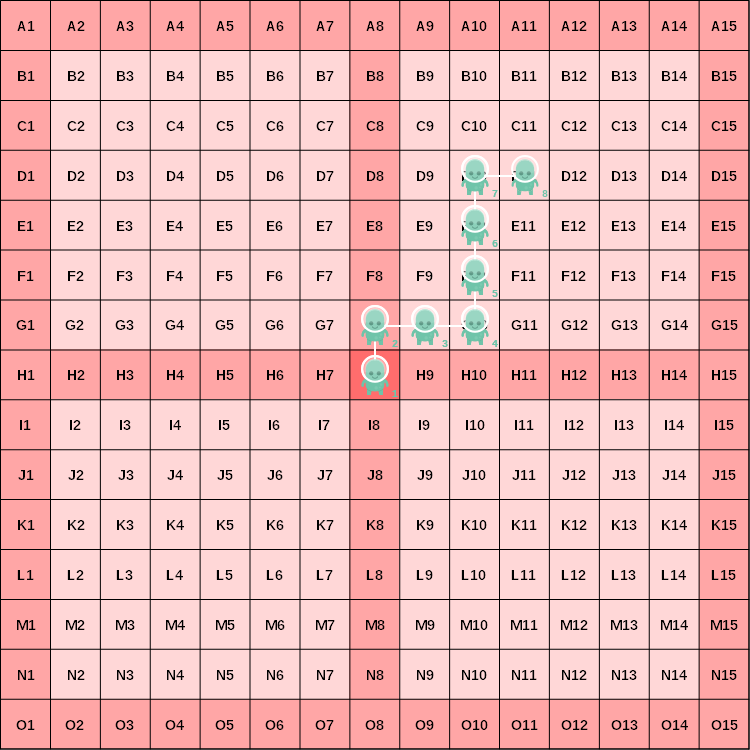 A1 A2 A3 A4 A5 A6 A7 A8 A9 A10 A11 A12 A13 A14 A15
B1 B2 B3 B4 B5 B6 B7 B8 B9 B10 B11 B12 B13 B14 B15
C1 C2 C3 C4 C5 C6 C7 C8 C9 C10 C11 C12 C13 C14 C15
D1 D2 D3 D4 D5 D6 D7 D8 D9 7 8 D12 D13 D14 D15
E1 E2 E3 E4 E5 E6 E7 E8 E9 6 E11 E12 E13 E14 E15
F1 F2 F3 F4 F5 F6 F7 F8 F9 5 F11 F12 F13 F14 F15
G1 G2 G3 G4 G5 G6 G7 2 3 4 G11 G12 G13 G14 G15
H1 H2 H3 H4 H5 H6 H7 1 H9 H10 H11 H12 H13 H14 H15
I1 I2 I3 I4 I5 I6 I7 I8 I9 I10 I11 I12 I13 I14 I15
J1 J2 J3 J4 J5 J6 J7 J8 J9 J10 J11 J12 J13 J14 J15
K1 K2 K3 K4 K5 K6 K7 K8 K9 K10 K11 K12 K13 K14 K15
L1 L2 L3 L4 L5 L6 L7 L8 L9 L10 L11 L12 L13 L14 L15
M1 M2 M3 M4 M5 M6 M7 M8 M9 M10 M11 M12 M13 M14 M15
N1 N2 N3 N4 N5 N6 N7 N8 N9 N10 N11 N12 N13 N14 N15
O1 O2 O3 O4 O5 O6 O7 O8 O9 O10 O11 O12 O13 O14 O15